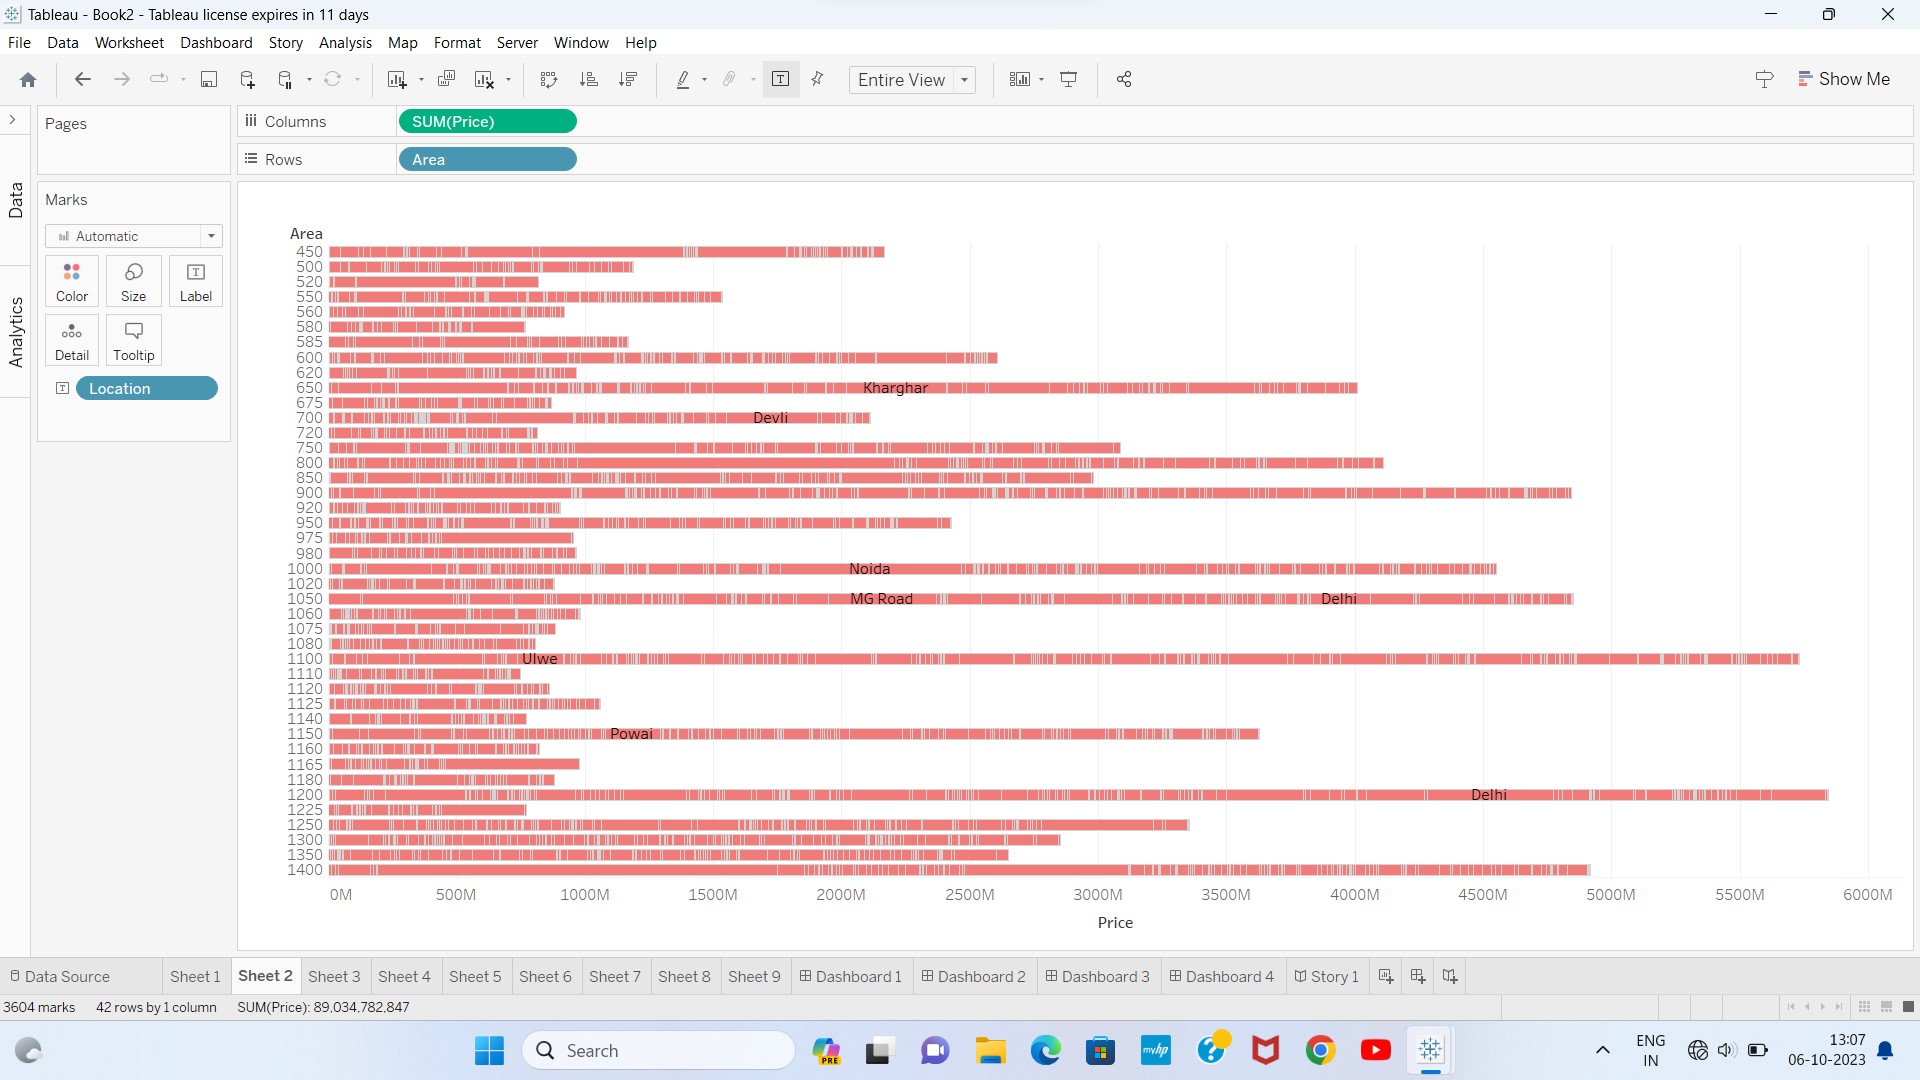 Tableau - Book2 - Tableau license expires in 11 days
File Data Worksheet Dashboard Story Analysis Map Format Server Window Help
Entire View
Show Me
Pages
Columns SUM(Price)
Rows Area
Data
Analytics
Marks
Automatic
Color Size Label
Detail Tooltip
Location
Area
450
500
520
550
560
580
585
600
620
650 Kharghar
675
700 Devli
720
750
800
850
900
920
950
975
980
1000 Noida
1020
1050 MG Road Delhi
1060
1075
1080
1100 Ulwe
1110
1120
1125
1140
1150 Powai
1160
1165
1180
1200 Delhi
1225
1250
1300
1350
1400
0M 500M 1000M 1500M 2000M 2500M 3000M 3500M 4000M 4500M 5000M 5500M 6000M
Price
Data Source Sheet 1 Sheet 2 Sheet 3 Sheet 4 Sheet 5 Sheet 6 Sheet 7 Sheet 8 Sheet 9 Dashboard 1 Dashboard 2 Dashboard 3 Dashboard 4 Story 1
3604 marks 42 rows by 1 column SUM(Price): 89,034,782,847
Search
PRE
myhp
ENG
IN
13:07
06-10-2023